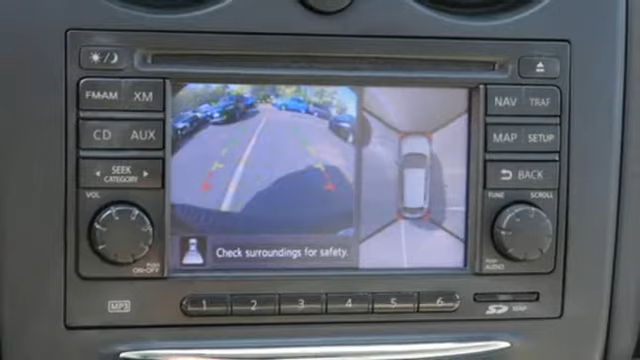 FM·AM XM
CD AUX
SEEK
CATEGORY
VOL
PUSH
ON·OFF
MP3
Check surroundings for safety.
1 2 3 4 5 6
NAV TRAF
MAP SETUP
BACK
TUNE SCROLL
PUSH
AUDIO
SD MAP